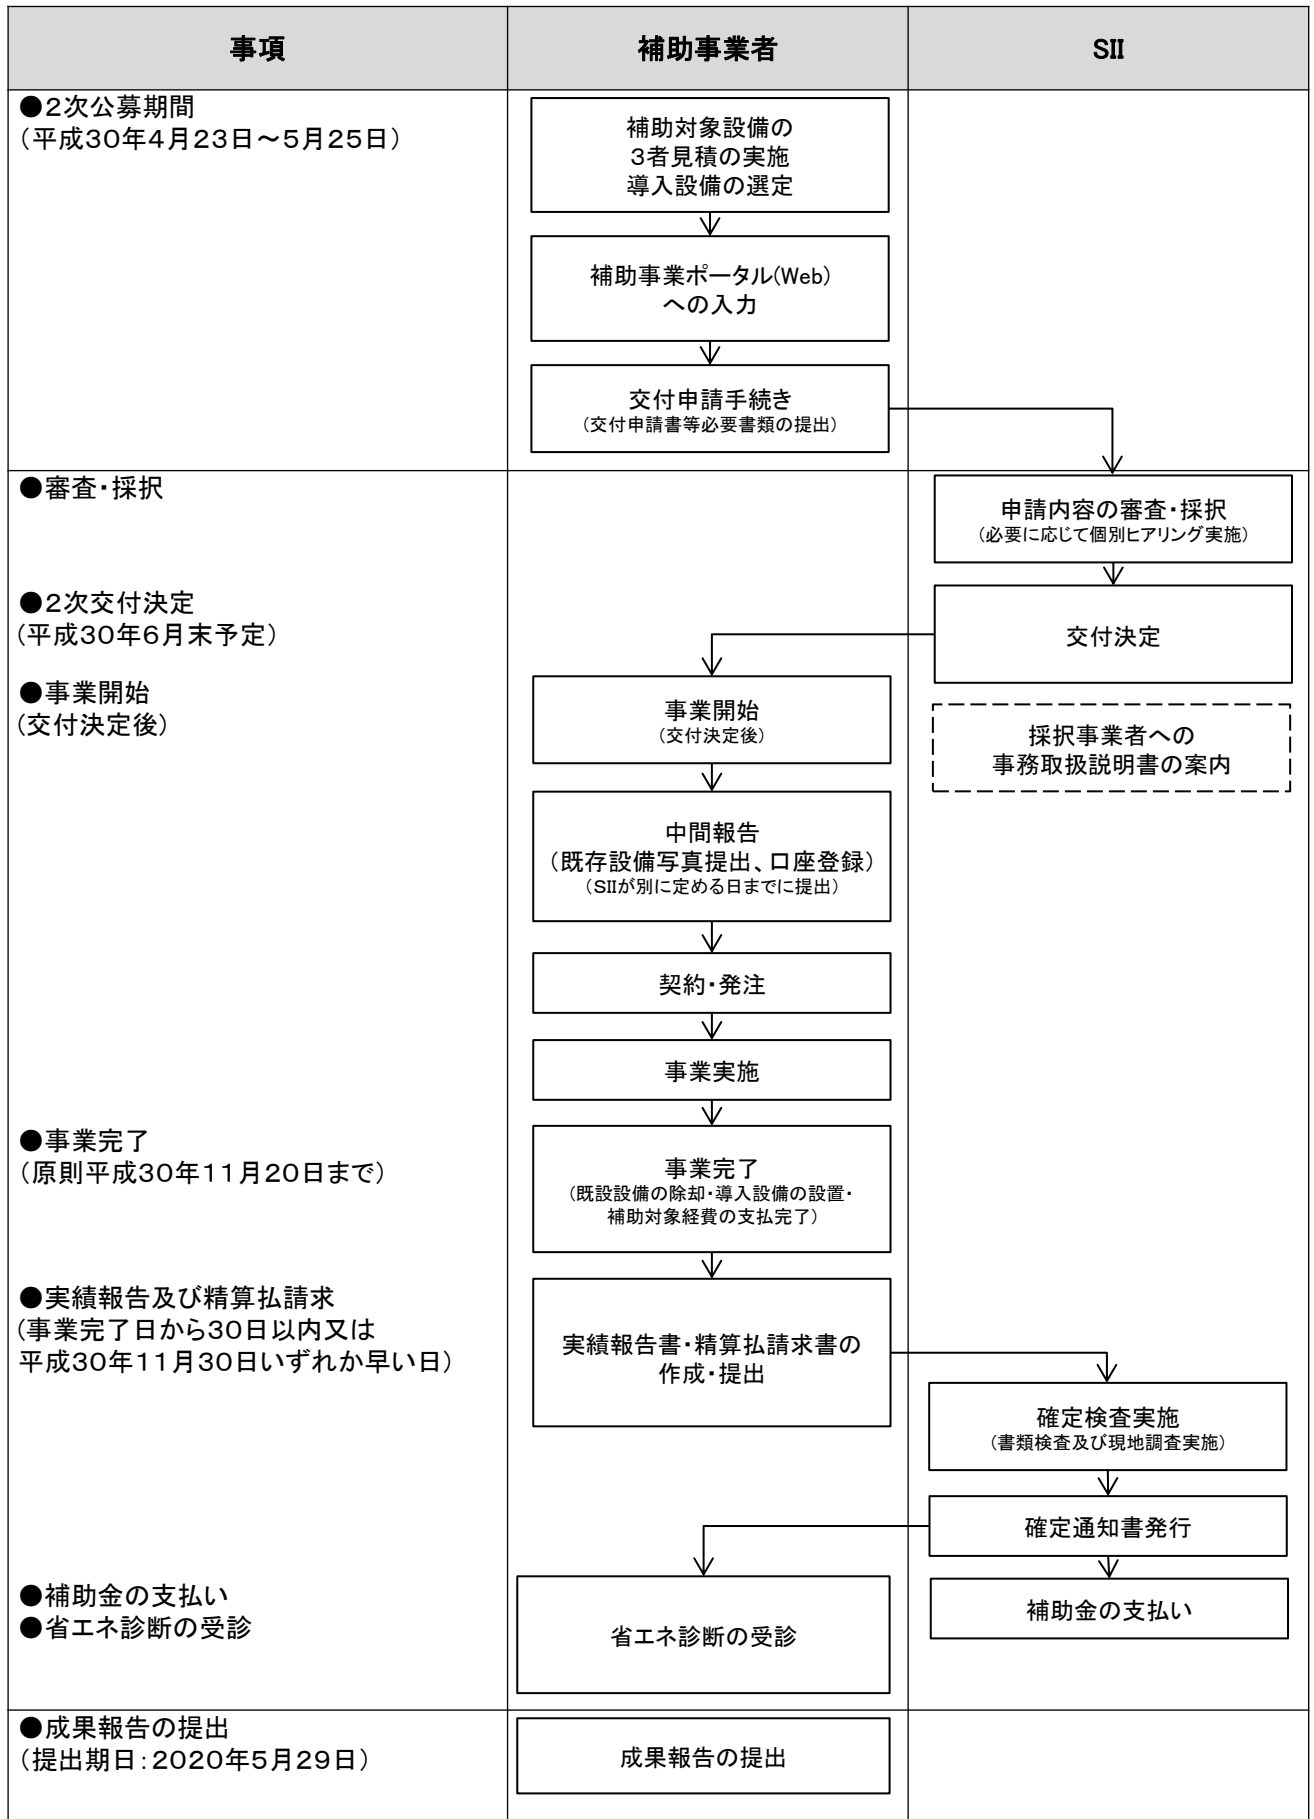 事項
補助事業者
SII
●２次公募期間
（平成３０年４月２３日～５月２５日）
補助対象設備の
３者見積の実施
導入設備の選定
補助事業ポータル(Web)
への入力
交付申請手続き
（交付申請書等必要書類の提出）
●審査・採択
申請内容の審査・採択
（必要に応じて個別ヒアリング実施）
●２次交付決定
（平成３０年６月末予定）
交付決定
●事業開始
（交付決定後）
事業開始
（交付決定後）
採択事業者への
事務取扱説明書の案内
中間報告
（既存設備写真提出、口座登録）
（SIIが別に定める日までに提出）
契約・発注
事業実施
●事業完了
（原則平成３０年１１月２０日まで）
事業完了
（既設設備の除却・導入設備の設置・
補助対象経費の支払完了）
●実績報告及び精算払請求
（事業完了日から３０日以内又は
平成３０年１１月３０日いずれか早い日）
実績報告書・精算払請求書の
作成・提出
確定検査実施
（書類検査及び現地調査実施）
確定通知書発行
●補助金の支払い
●省エネ診断の受診
省エネ診断の受診
補助金の支払い
●成果報告の提出
（提出期日：２０２０年５月２９日）
成果報告の提出